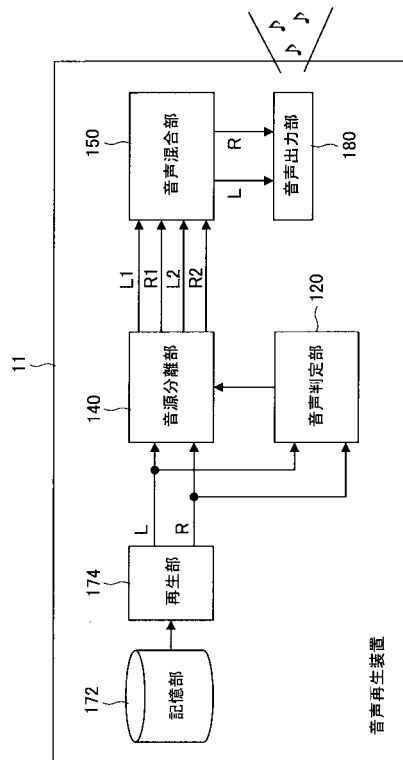 11
172
記憶部
174
再生部
L
R
140
音源分離部
120
音声判定部
L1
R1
L2
R2
150
音声混合部
L
R
音声出力部
180
音声再生装置